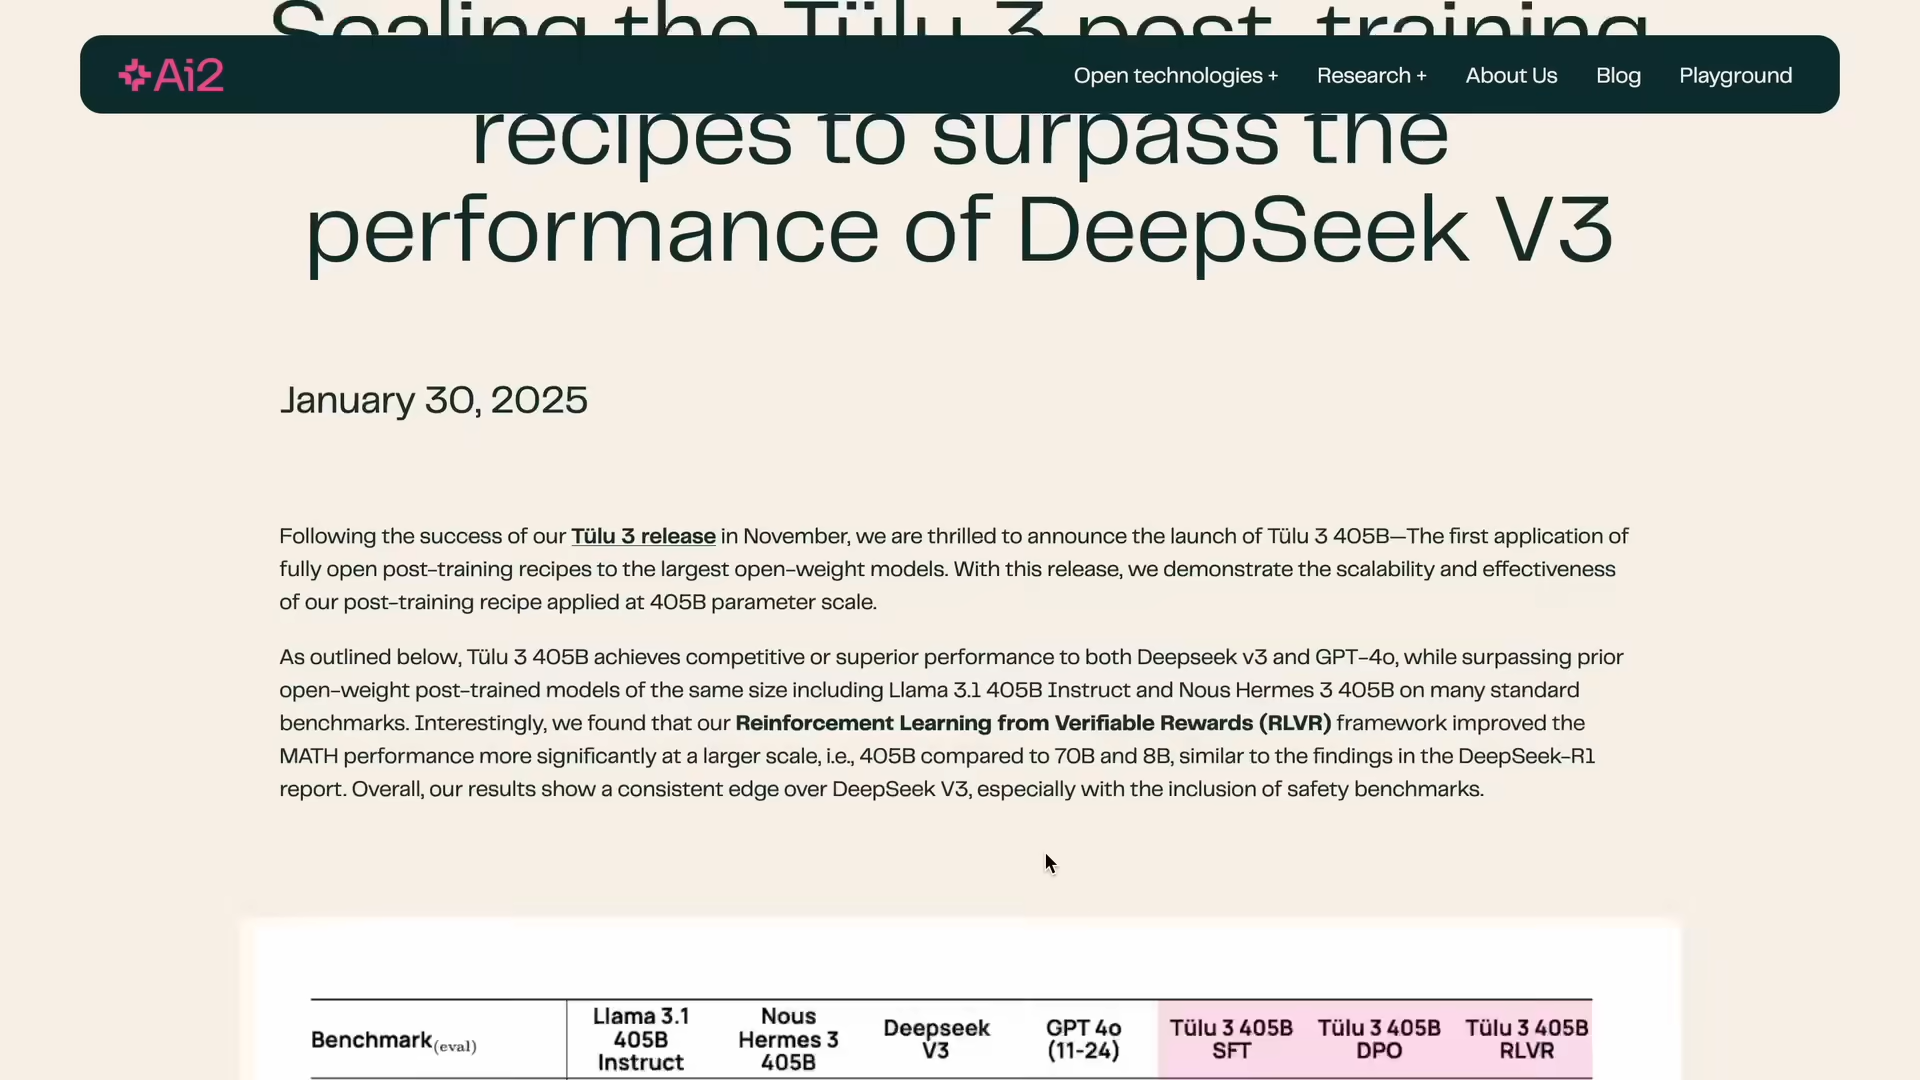 Scaling the Tülu 3 post-training
Ai2
Open technologies +
Research +
About Us
Blog
Playground
recipes to surpass the
performance of DeepSeek V3
January 30, 2025
Following the success of our Tülu 3 release in November, we are thrilled to announce the launch of Tülu 3 405B—The first application of
fully open post-training recipes to the largest open-weight models. With this release, we demonstrate the scalability and effectiveness
of our post-training recipe applied at 405B parameter scale.
As outlined below, Tülu 3 405B achieves competitive or superior performance to both Deepseek v3 and GPT-4o, while surpassing prior
open-weight post-trained models of the same size including Llama 3.1 405B Instruct and Nous Hermes 3 405B on many standard
benchmarks. Interestingly, we found that our Reinforcement Learning from Verifiable Rewards (RLVR) framework improved the
MATH performance more significantly at a larger scale, i.e., 405B compared to 70B and 8B, similar to the findings in the DeepSeek-R1
report. Overall, our results show a consistent edge over DeepSeek V3, especially with the inclusion of safety benchmarks.
Benchmark(eval)
Llama 3.1
405B
Instruct
Nous
Hermes 3
405B
Deepseek
V3
GPT 4o
(11-24)
Tülu 3 405B
SFT
Tülu 3 405B
DPO
Tülu 3 405B
RLVR